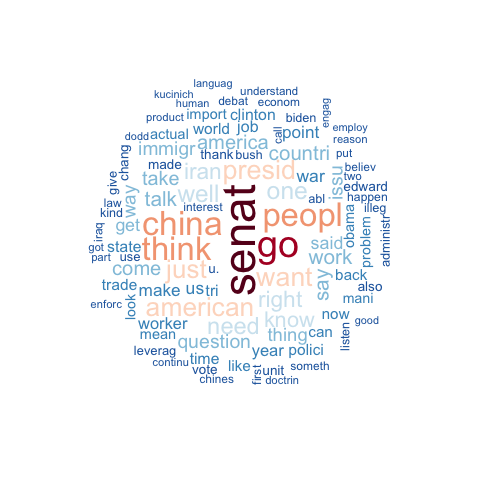 languag
kucinich understand
human debat econom
product import clinton biden engag
dodd actual world job call point employ
chang immigr america reason
made thank bush countri put
give take iran presid war issu believ
law way talk well one abl two edward
kind happen
get china senat peopl obama illeg
iraq interest
got state think go said problem administr
part use u. work
come just want say back
trade make us tri right also
enforc look american mani
worker need know now
mean question thing can listen good
leverag time year polici
continu vote like someth
chines first unit
doctrin